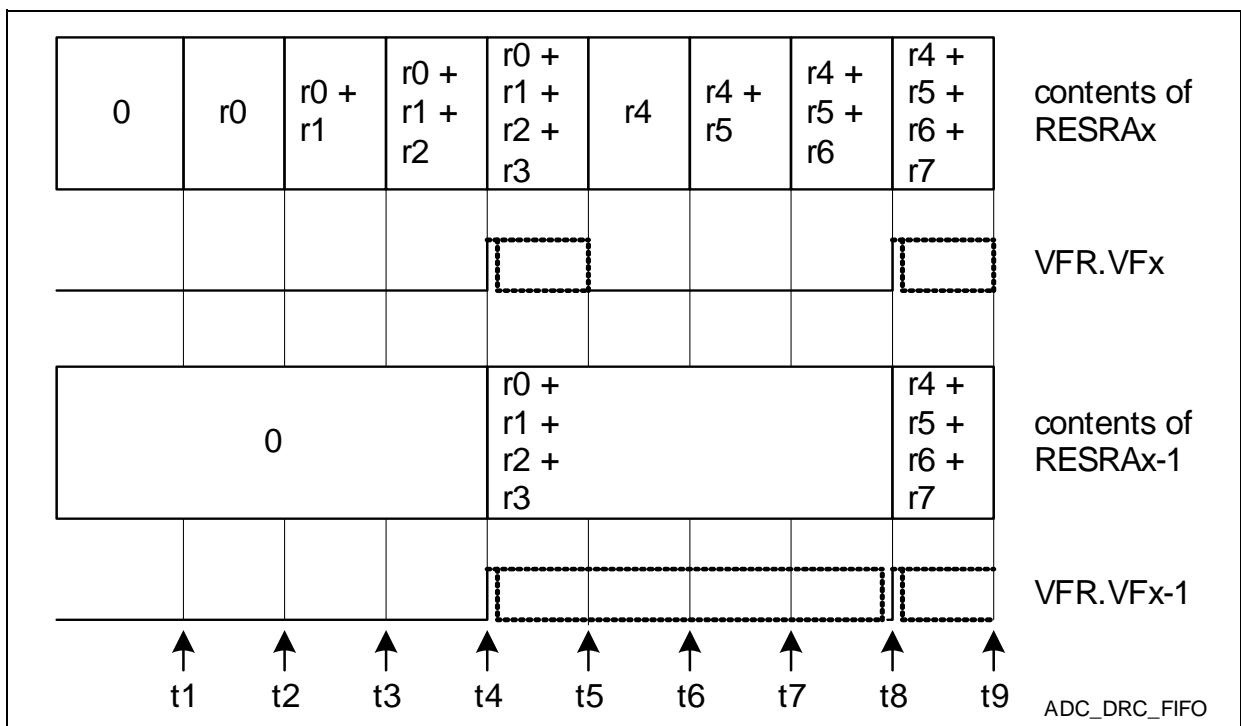 0
r0
r0 +
r1
r0 +
r1 +
r2
r0 +
r1 +
r2 +
r3
r4
r4 +
r5
r4 +
r5 +
r6
r4 +
r5 +
r6 +
r7
contents of
RESRAx
VFR.VFx
0
r0 +
r1 +
r2 +
r3
r4 +
r5 +
r6 +
r7
contents of
RESRAx-1
VFR.VFx-1
t1 t2 t3 t4 t5 t6 t7 t8 t9
ADC_DRC_FIFO